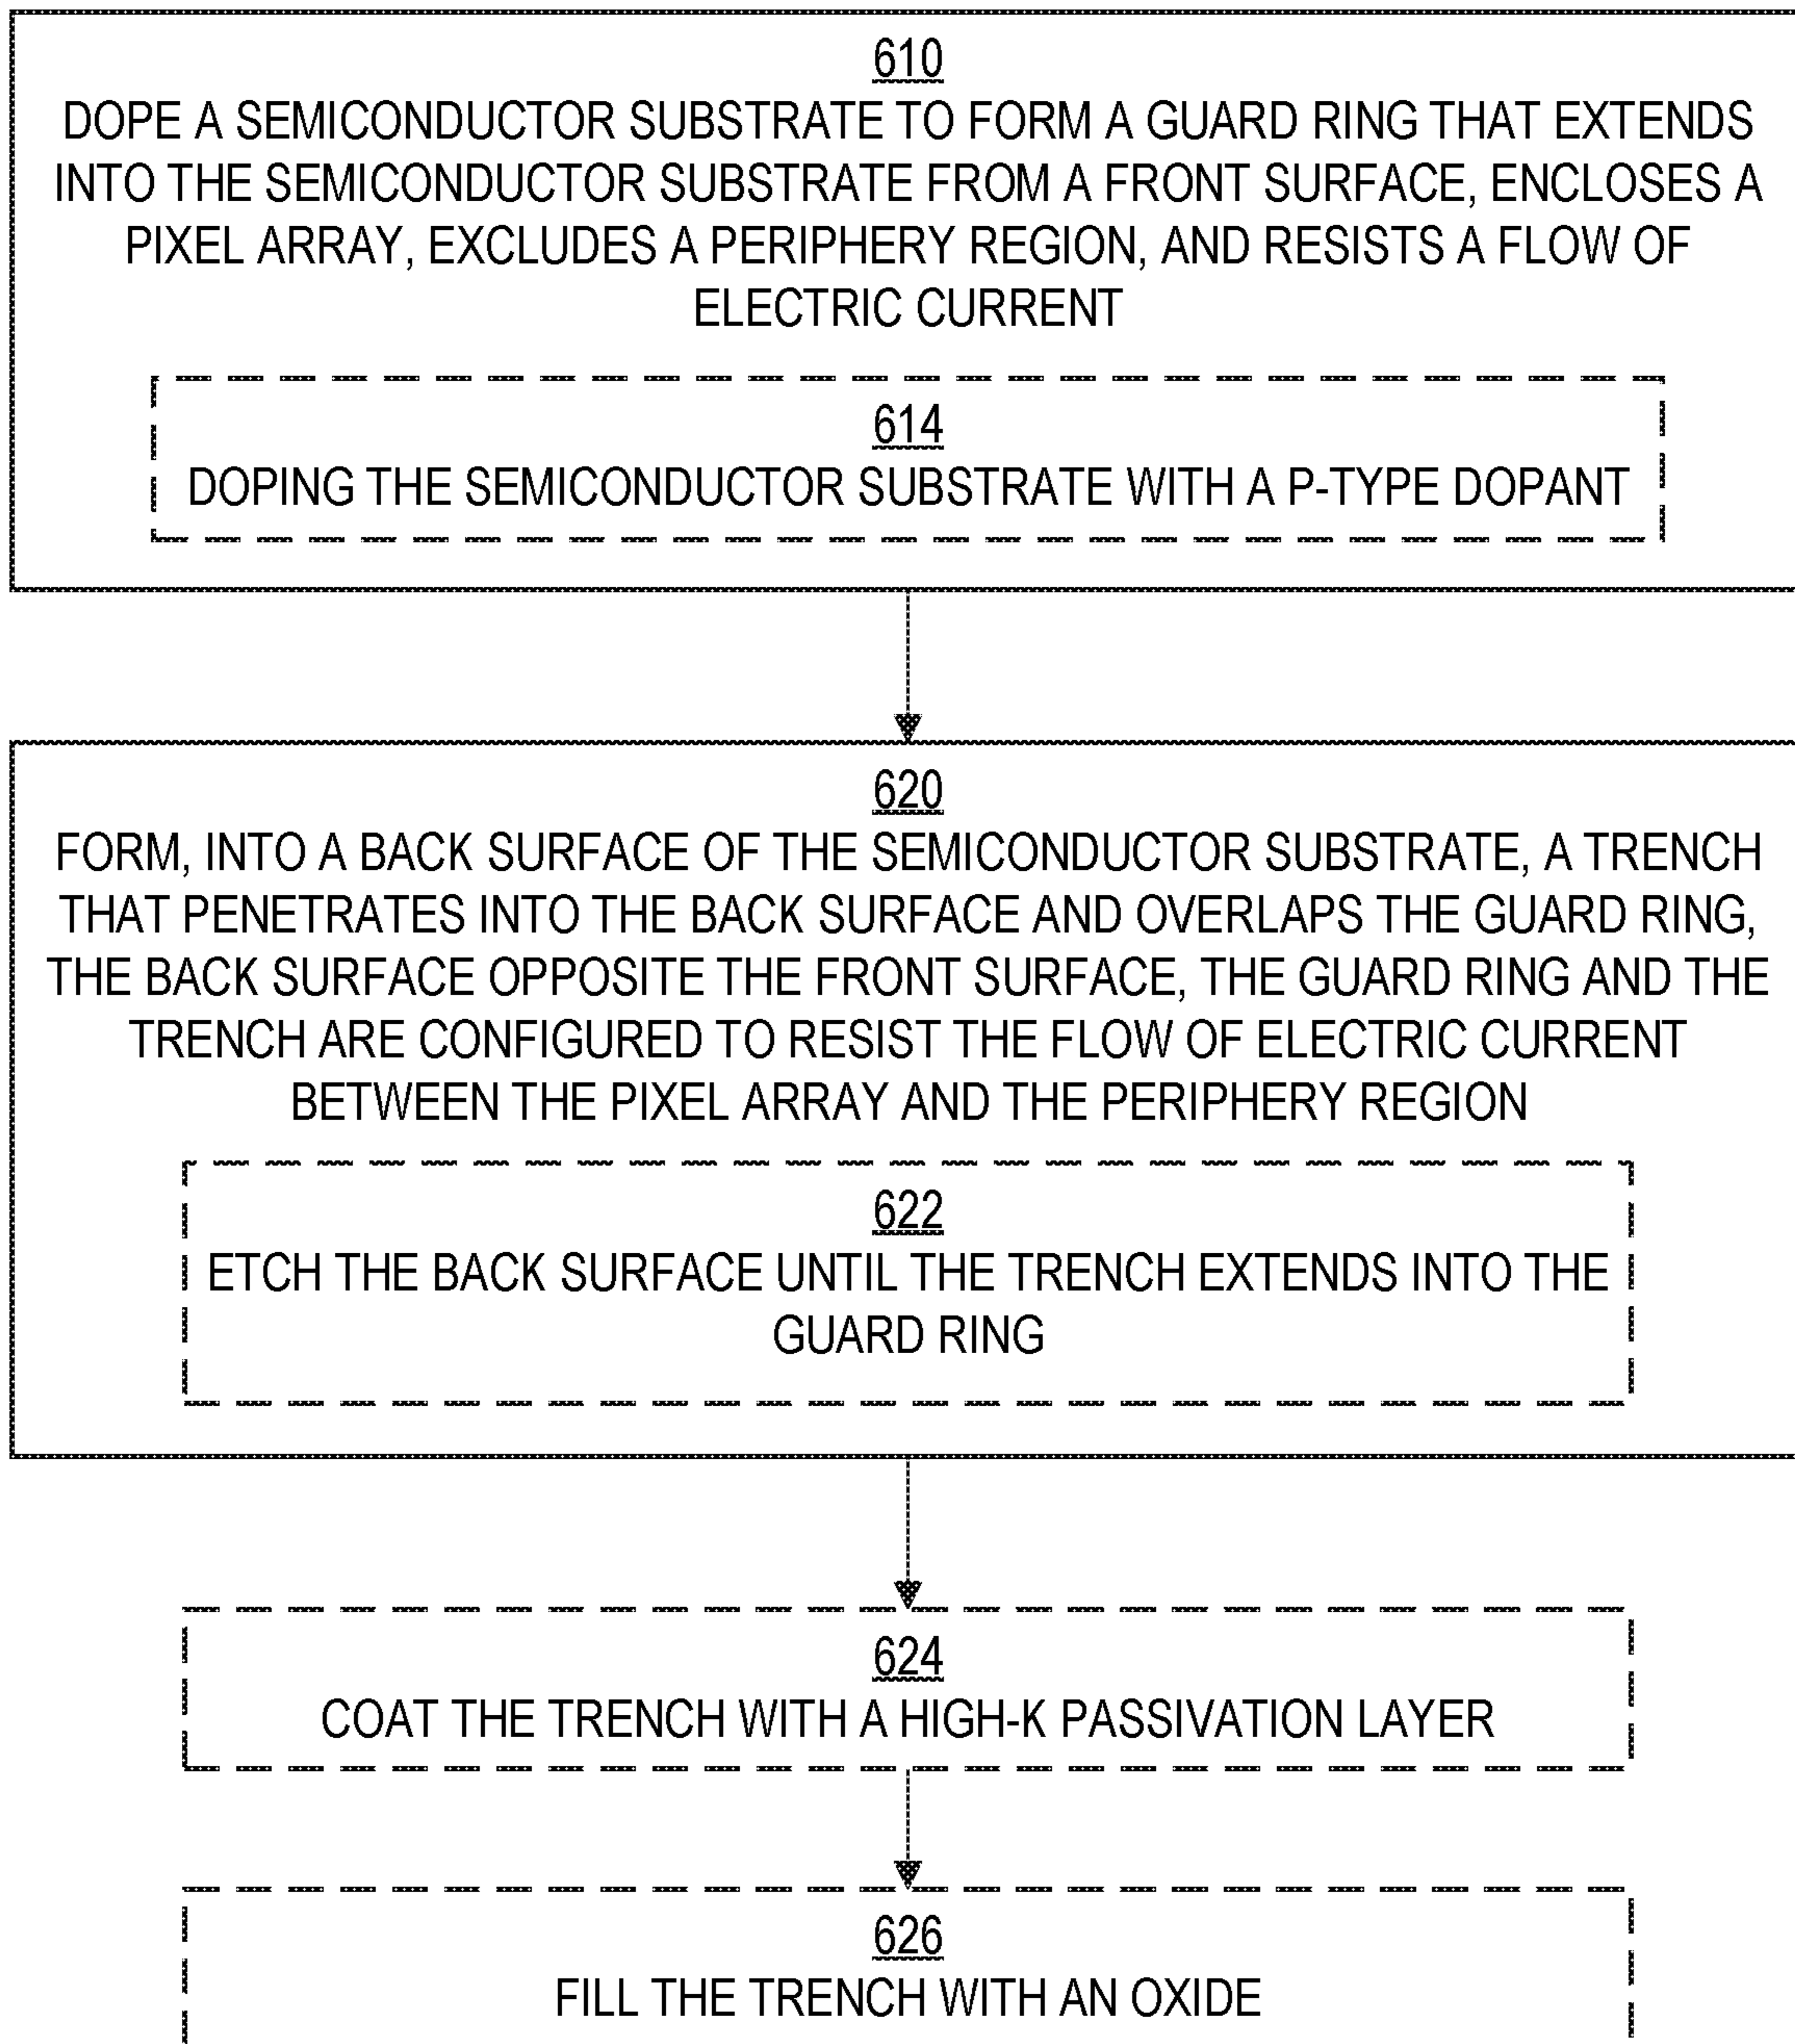 610
DOPE A SEMICONDUCTOR SUBSTRATE TO FORM A GUARD RING THAT EXTENDS
INTO THE SEMICONDUCTOR SUBSTRATE FROM A FRONT SURFACE, ENCLOSES A
PIXEL ARRAY, EXCLUDES A PERIPHERY REGION, AND RESISTS A FLOW OF
ELECTRIC CURRENT
614
DOPING THE SEMICONDUCTOR SUBSTRATE WITH A P-TYPE DOPANT
620
FORM, INTO A BACK SURFACE OF THE SEMICONDUCTOR SUBSTRATE, A TRENCH
THAT PENETRATES INTO THE BACK SURFACE AND OVERLAPS THE GUARD RING,
THE BACK SURFACE OPPOSITE THE FRONT SURFACE, THE GUARD RING AND THE
TRENCH ARE CONFIGURED TO RESIST THE FLOW OF ELECTRIC CURRENT
BETWEEN THE PIXEL ARRAY AND THE PERIPHERY REGION
622
ETCH THE BACK SURFACE UNTIL THE TRENCH EXTENDS INTO THE
GUARD RING
624
COAT THE TRENCH WITH A HIGH-K PASSIVATION LAYER
626
FILL THE TRENCH WITH AN OXIDE